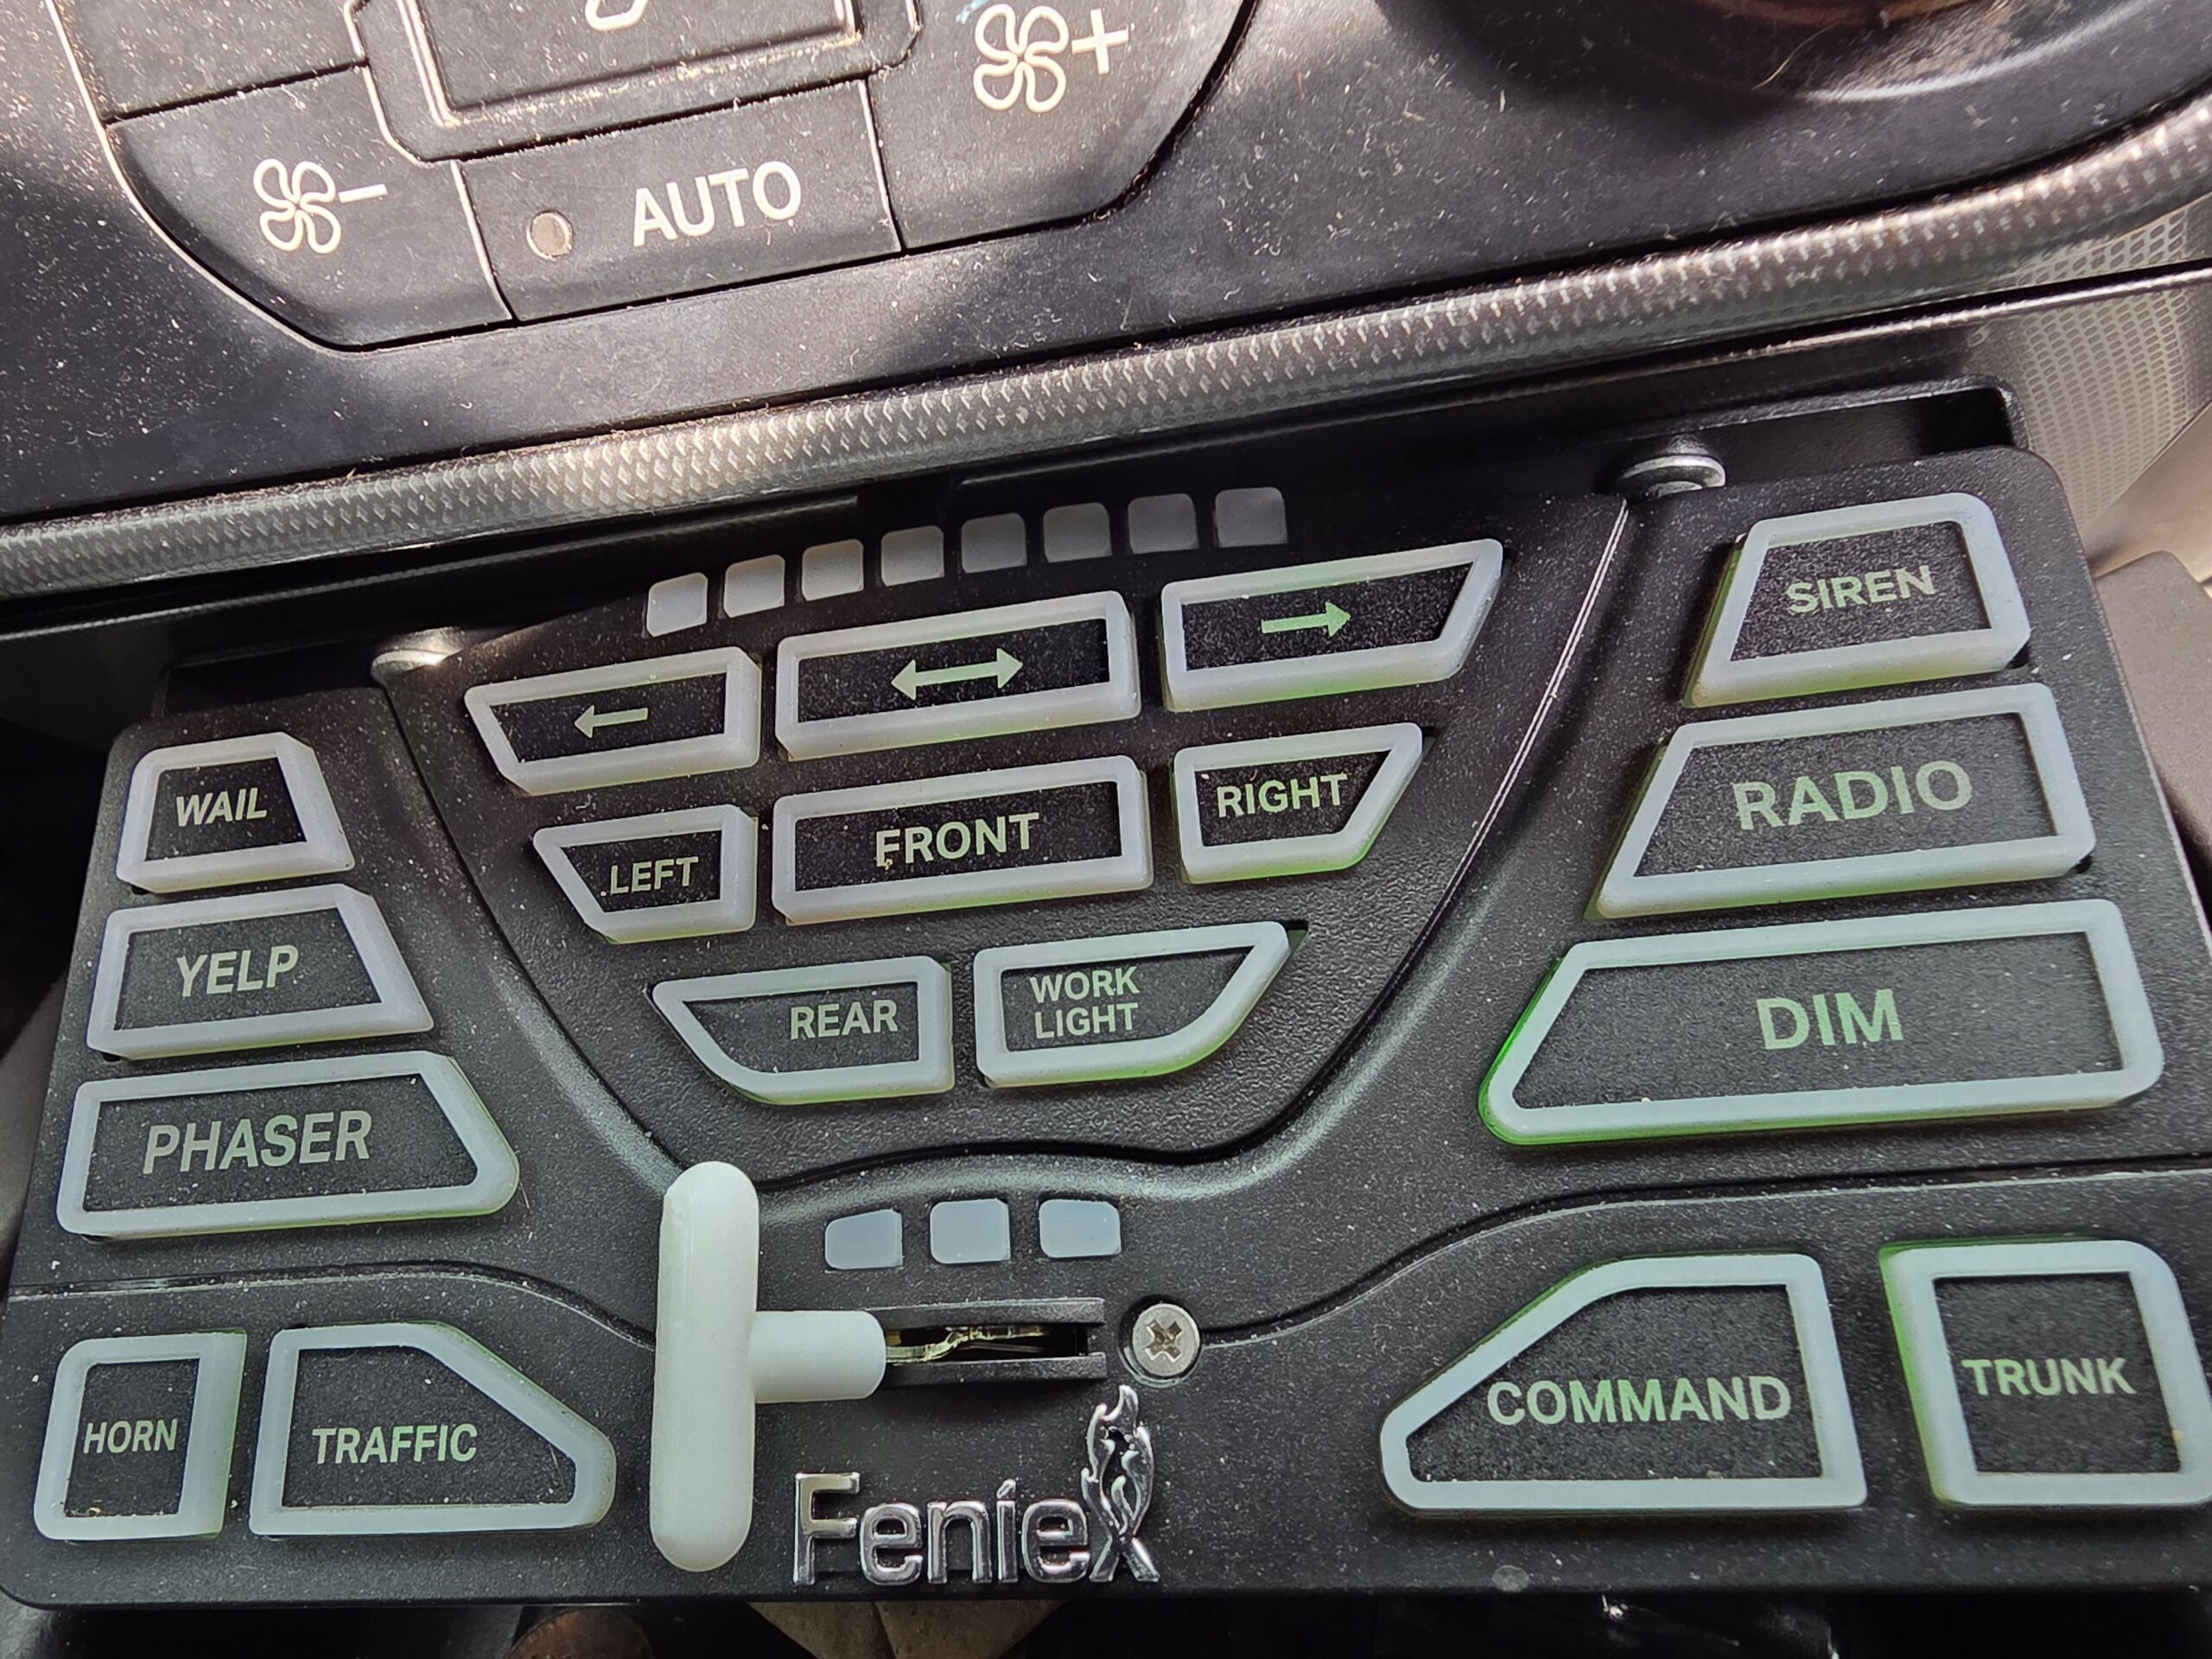 AUTO
SIREN
WAIL
LEFT
FRONT
RIGHT
RADIO
YELP
REAR
WORK
LIGHT
DIM
PHASER
HORN
TRAFFIC
COMMAND
TRUNK
Feniex